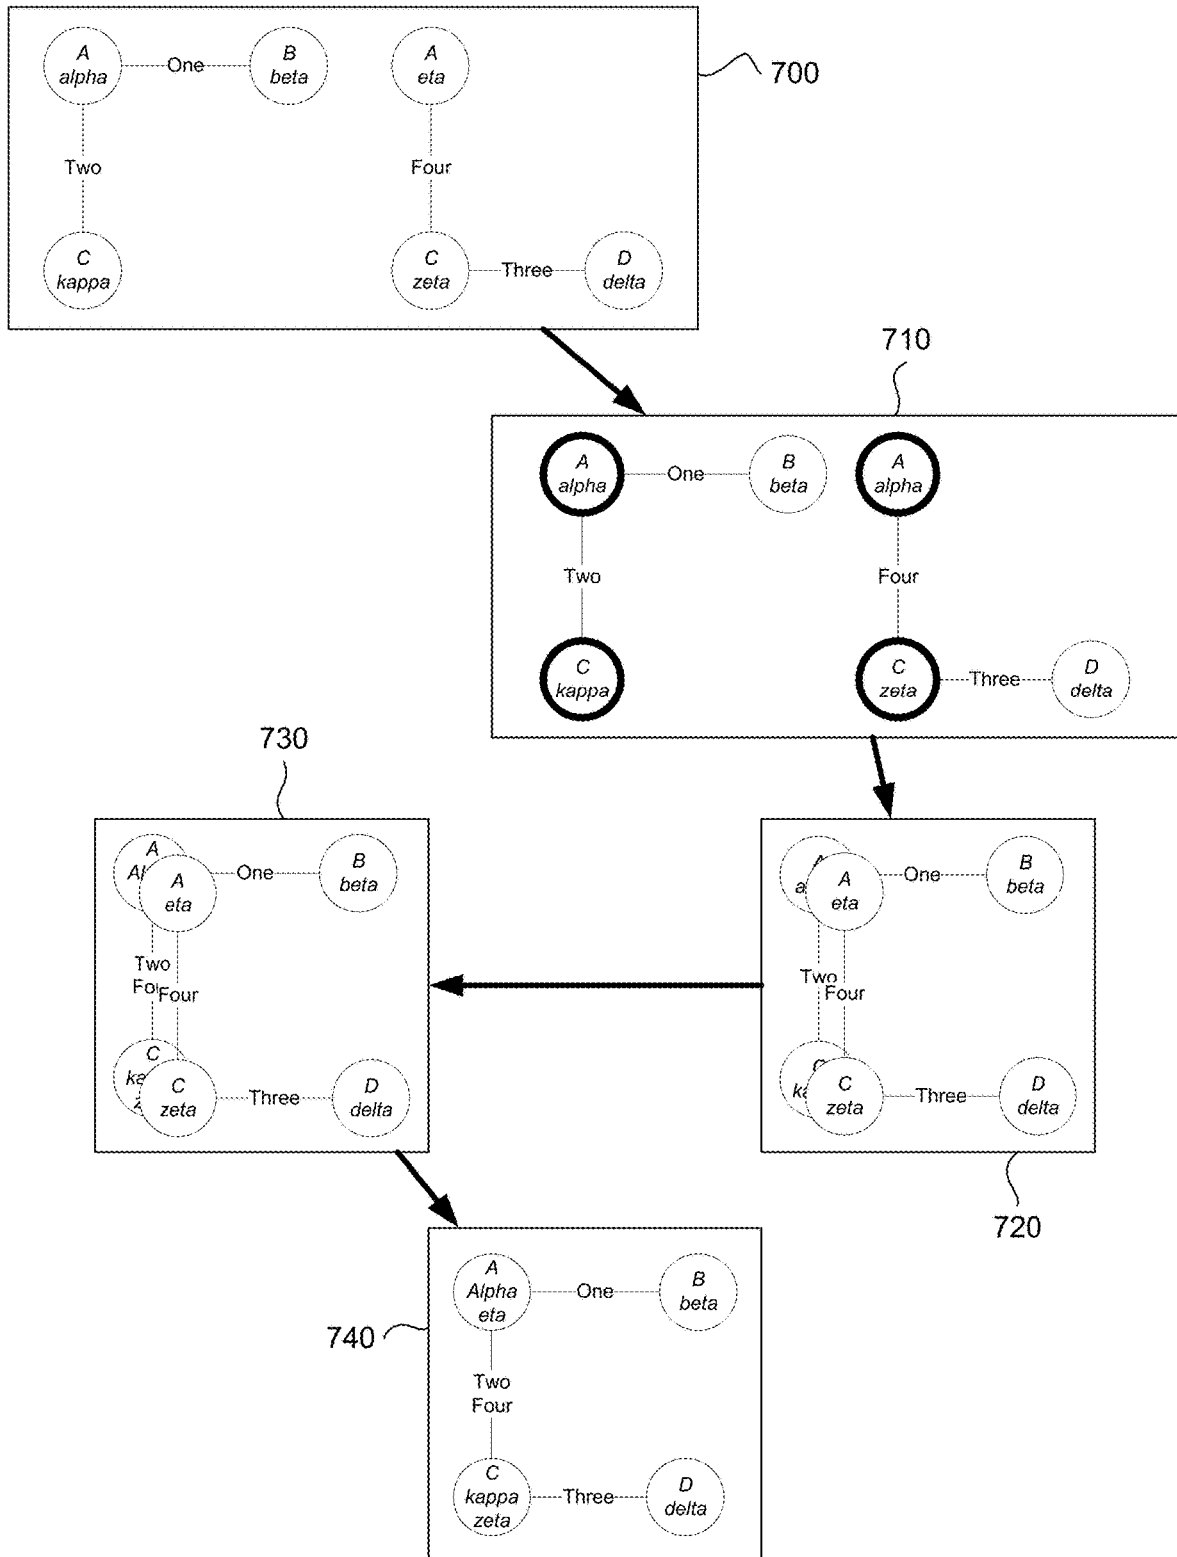 A
alpha
One
B
beta
A
eta
700
Two
Four
C
kappa
C
zeta
Three
D
delta
710
A
alpha
One
B
beta
A
alpha
Two
Four
C
kappa
C
zeta
Three
D
delta
730
A
A
eta
One
B
beta
Two
Four
C
C
zeta
Three
D
delta
A
eta
One
B
beta
Two
Four
C
zeta
Three
D
delta
720
740
A
Alpha
eta
One
B
beta
Two
Four
C
kappa
zeta
Three
D
delta